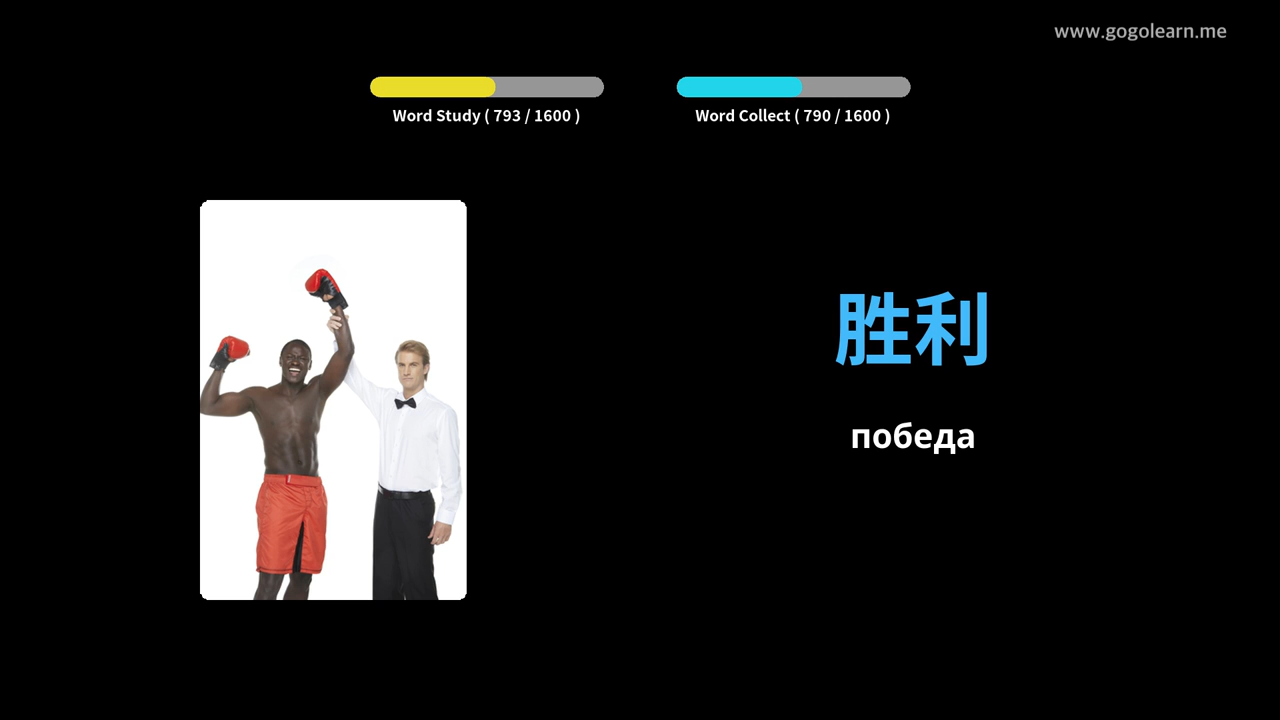 www.gogolearn.me
Word Study ( 793 / 1600 )
Word Collect ( 790 / 1600 )
胜利
победа